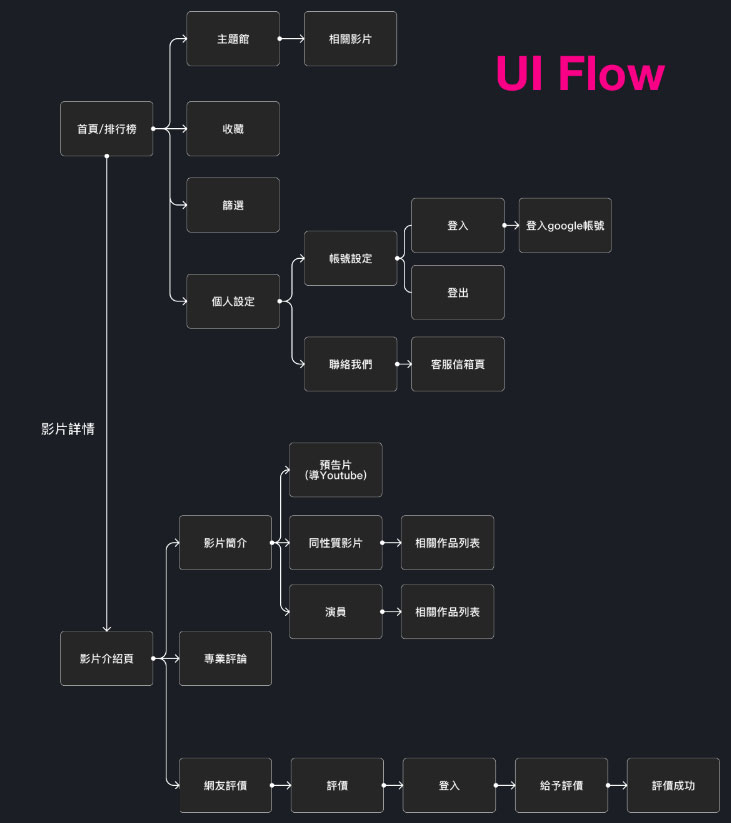 UI Flow
主題館
相關影片
首頁/排行榜
收藏
篩選
個人設定
帳號設定
登入
登入google帳號
登出
聯絡我們
客服信箱頁
影片詳情
預告片
(導Youtube)
影片簡介
同性質影片
相關作品列表
演員
相關作品列表
影片介紹頁
專業評論
網友評價
評價
登入
給予評價
評價成功